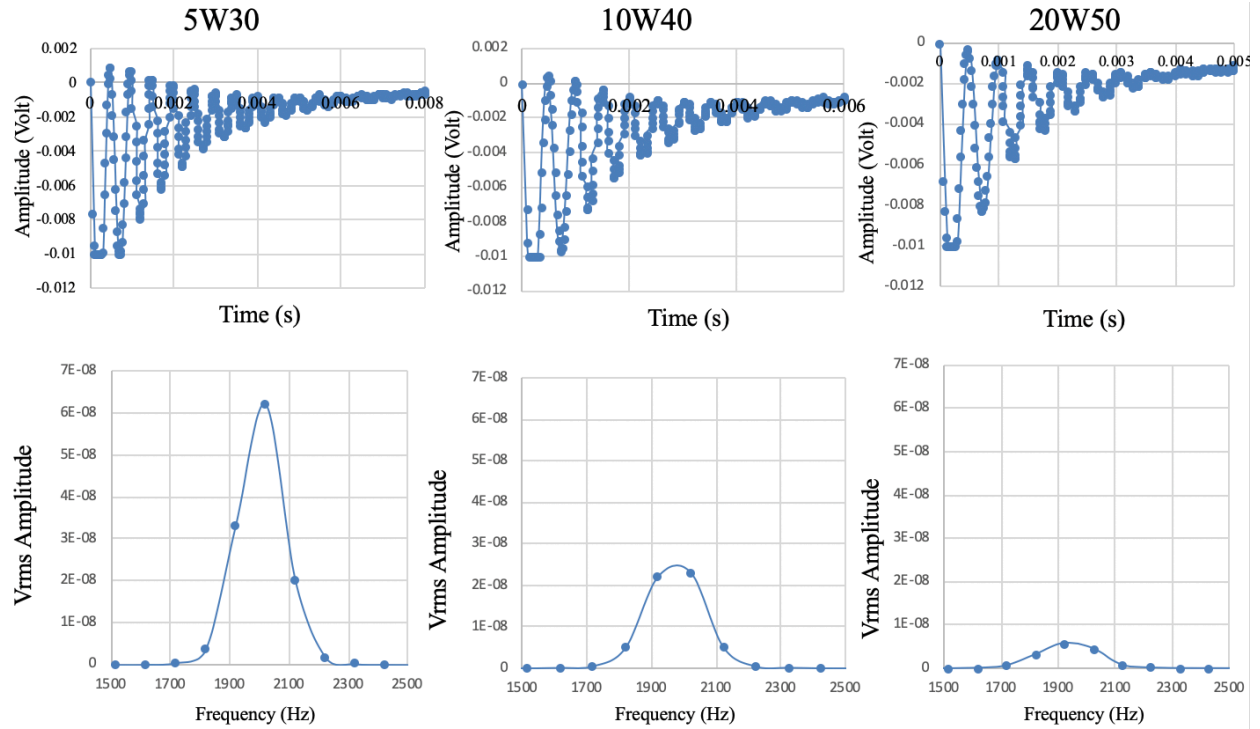 5W30
10W40
20W50
0.002
0
-0.002
-0.004
-0.006
-0.008
-0.01
-0.012
0
0.002
0.004
0.006
0.008
Amplitude (Volt)
Time (s)
0.002
0
-0.002
-0.004
-0.006
-0.008
-0.01
-0.012
0
0.002
0.004
0.006
Amplitude (Volt)
Time (s)
0
-0.002
-0.004
-0.006
-0.008
-0.01
-0.012
0
0.001
0.002
0.003
0.004
0.005
Amplitude (Volt)
Time (s)
7E-08
6E-08
5E-08
4E-08
3E-08
2E-08
1E-08
0
1500 1700 1900 2100 2300 2500
Vrms Amplitude
Frequency (Hz)
7E-08
6E-08
5E-08
4E-08
3E-08
2E-08
1E-08
0
1500 1700 1900 2100 2300 2500
Vrms Amplitude
Frequency (Hz)
7E-08
6E-08
5E-08
4E-08
3E-08
2E-08
1E-08
0
1500 1700 1900 2100 2300 2500
Vrms Amplitude
Frequency (Hz)